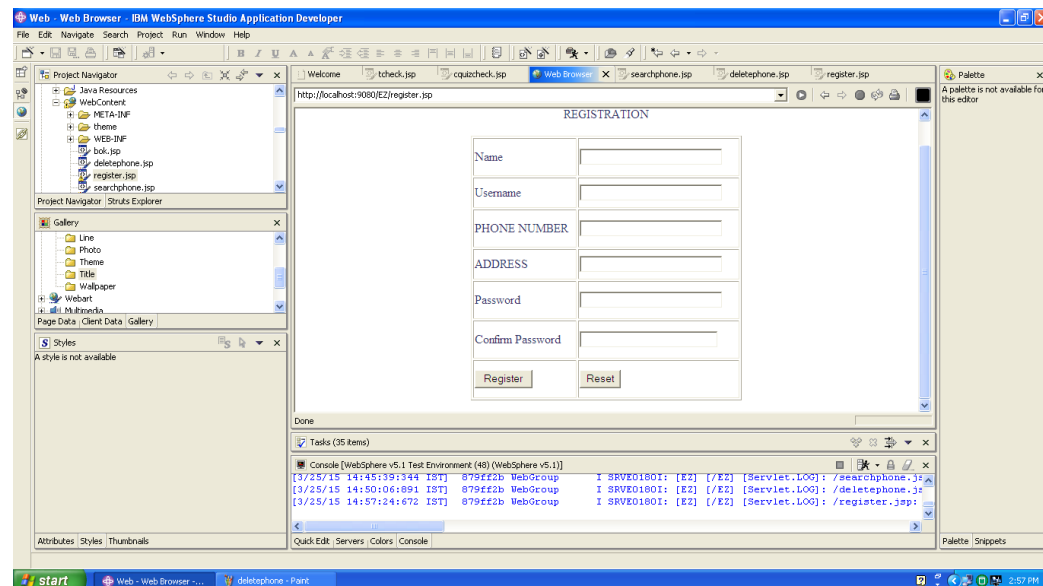 Web - Web Browser - IBM WebSphere Studio Application Developer
File Edit Navigate Search Project Run Window Help
Project Navigator
Java Resources
WebContent
META-INF
theme
WEB-INF
bok.jsp
deletephone.jsp
register.jsp
searchphone.jsp
Project Navigator Struts Explorer
Gallery
Line
Photo
Theme
Title
Wallpaper
Webart
Multimedia
Page Data Client Data Gallery
Styles
A style is not available
Attributes Styles Thumbnails
Welcome tcheck.jsp cquizcheck.jsp Web Browser searchphone.jsp deletephone.jsp register.jsp
http://localhost:9080/EZ/register.jsp
REGISTRATION
Name
Username
PHONE NUMBER
ADDRESS
Password
Confirm Password
Register Reset
Done
Tasks (35 items)
Console [WebSphere v5.1 Test Environment (48) (WebSphere v5.1)]
[3/25/15 14:45:39:344 IST] 879ff2b WebGroup I SRVE0180I: [EZ] [/EZ] [Servlet.LOG]: /searchphone.js
[3/25/15 14:50:06:891 IST] 879ff2b WebGroup I SRVE0180I: [EZ] [/EZ] [Servlet.LOG]: /deletephone.js
[3/25/15 14:57:24:672 IST] 879ff2b WebGroup I SRVE0180I: [EZ] [/EZ] [Servlet.LOG]: /register.jsp:
Quick Edit Servers Colors Console
Palette
A palette is not available for
this editor
Palette Snippets
start Web - Web Browser -... deletephone - Paint 2:57 PM